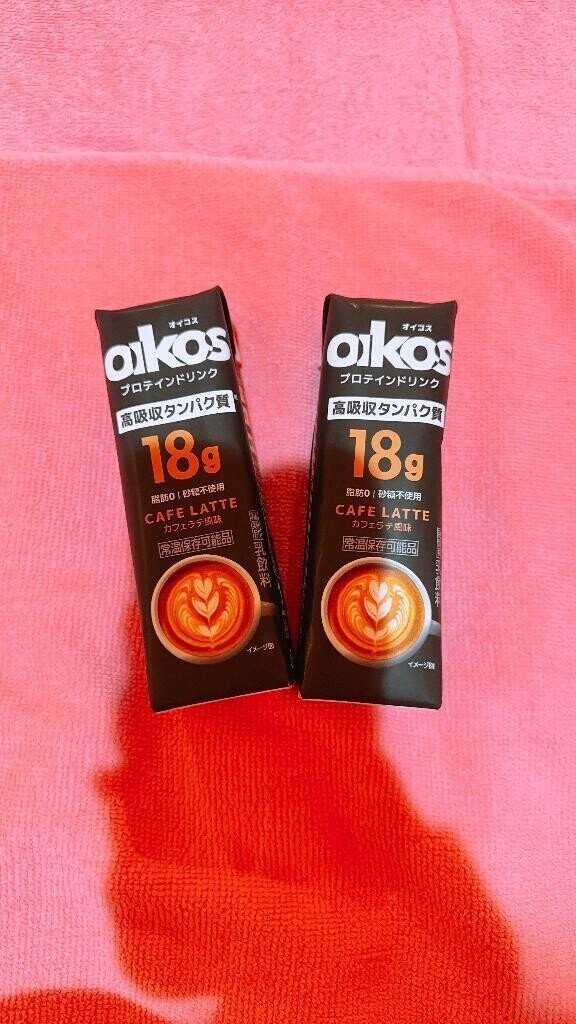 オイコス
oikos
プロテインドリンク
高吸収タンパク質
18g
脂肪0 | 砂糖不使用
CAFE LATTE
カフェラテ風味
常温保存可能品
乳飲料
イメージ図
オイコス
oikos
プロテインドリンク
高吸収タンパク質
18g
脂肪0 | 砂糖不使用
CAFE LATTE
カフェラテ風味
常温保存可能品
イメージ図